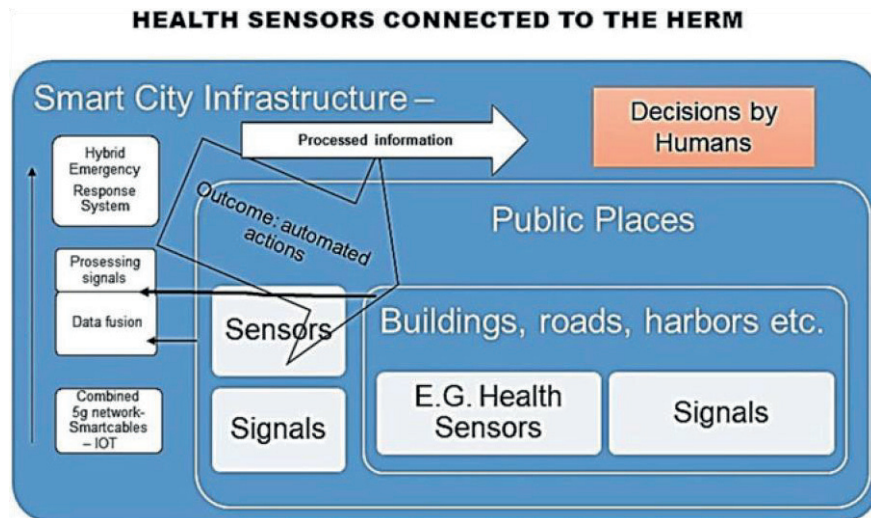 HEALTH SENSORS CONNECTED TO THE HERM
Smart City Infrastructure –
Processed information
Decisions by
Humans
Hybrid
Emergency
Response
System
Outcome: automated
actions
Public Places
Prosessing
signals
Data fusion
Sensors
Buildings, roads, harbors etc.
Combined
5g network-
Smartcables
– IOT
Signals
E.G. Health
Sensors
Signals